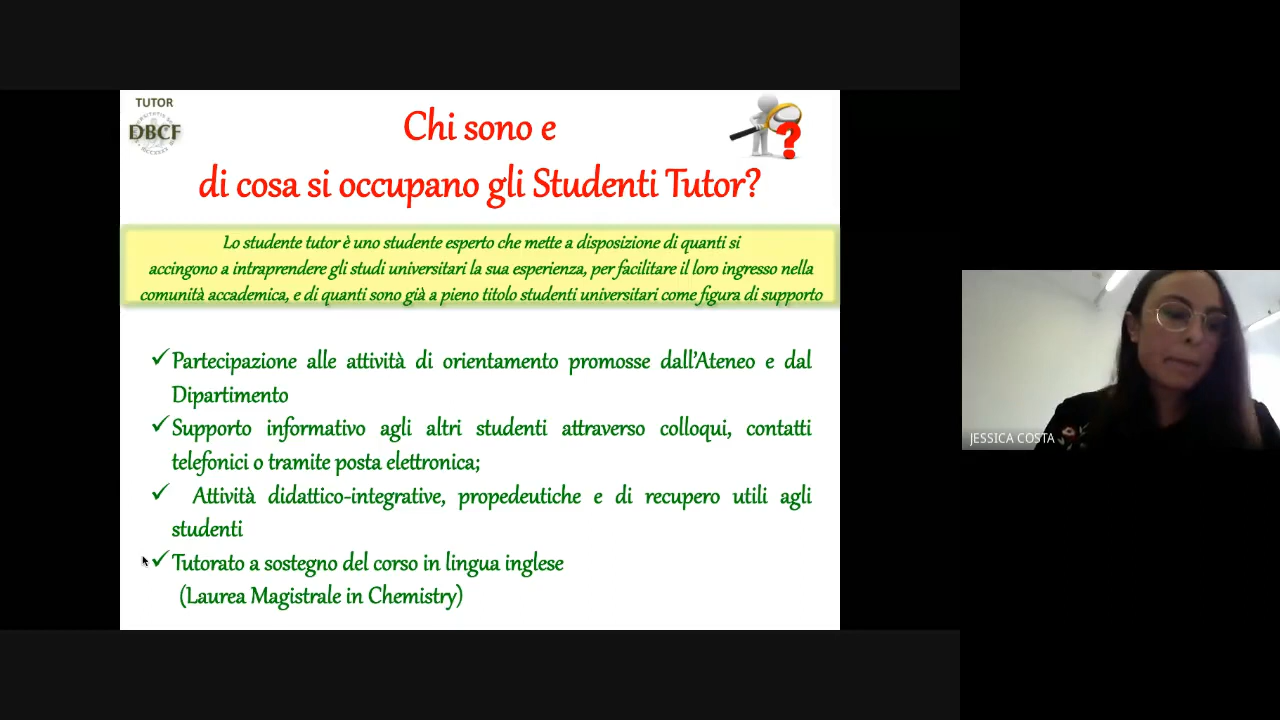 TUTOR
DBCF
Chi sono e
di cosa si occupano gli Studenti Tutor?
Lo studente tutor è uno studente esperto che mette a disposizione di quanti si
accingono a intraprendere gli studi universitari la sua esperienza, per facilitare il loro ingresso nella
comunità accademica, e di quanti sono già a pieno titolo studenti universitari come figura di supporto
✓Partecipazione alle attività di orientamento promosse dall'Ateneo e dal
Dipartimento
✓Supporto informativo agli altri studenti attraverso colloqui, contatti
telefonici o tramite posta elettronica;
✓ Attività didattico-integrative, propedeutiche e di recupero utili agli
studenti
✓Tutorato a sostegno del corso in lingua inglese
(Laurea Magistrale in Chemistry)
JESSICA COSTA